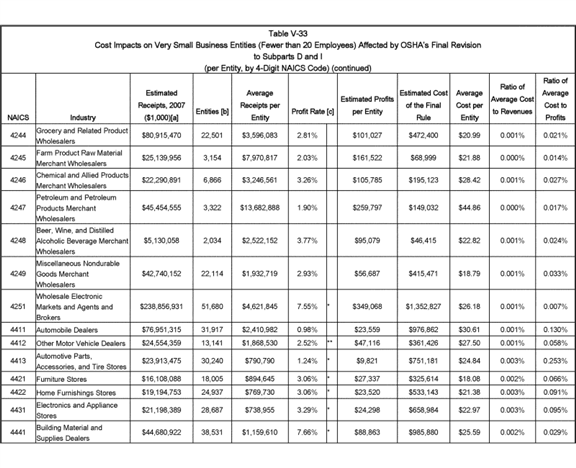 Table V-33
Cost Impacts on Very Small Business Entities (Fewer than 20 Employees) Affected by OSHA's Final Revision
to Subparts D and I
(per Entity, by 4-Digit NAICS Code) (continued)
NAICS Industry Estimated Receipts, 2007 ($1,000)[a] Entities [b] Average Receipts per Entity Profit Rate [c] Estimated Profits per Entity Estimated Cost of the Final Rule Average Cost per Entity Ratio of Average Cost to Revenues Ratio of Average Cost to Profits
4244 Grocery and Related Product Wholesalers $80,915,470 22,501 $3,596,083 2.81% $101,027 $472,400 $20.99 0.001% 0.021%
4245 Farm Product Raw Material Merchant Wholesalers $25,139,956 3,154 $7,970,817 2.03% $161,522 $68,999 $21.88 0.000% 0.014%
4246 Chemical and Allied Products Merchant Wholesalers $22,290,891 6,866 $3,246,561 3.26% $105,785 $195,123 $28.42 0.001% 0.027%
4247 Petroleum and Petroleum Products Merchant Wholesalers $45,454,555 3,322 $13,682,888 1.90% $259,797 $149,032 $44.86 0.000% 0.017%
4248 Beer, Wine, and Distilled Alcoholic Beverage Merchant Wholesalers $5,130,058 2,034 $2,522,152 3.77% $95,079 $46,415 $22.82 0.001% 0.024%
4249 Miscellaneous Nondurable Goods Merchant Wholesalers $42,740,152 22,114 $1,932,719 2.93% $56,687 $415,471 $18.79 0.001% 0.033%
4251 Wholesale Electronic Markets and Agents and Brokers $238,856,931 51,680 $4,621,845 7.55% * $349,068 $1,352,827 $26.18 0.001% 0.007%
4411 Automobile Dealers $76,951,315 31,917 $2,410,982 0.98% $23,559 $976,862 $30.61 0.001% 0.130%
4412 Other Motor Vehicle Dealers $24,554,359 13,141 $1,868,530 2.52% ** $47,116 $361,426 $27.50 0.001% 0.058%
4413 Automotive Parts, Accessories, and Tire Stores $23,913,475 30,240 $790,790 1.24% * $9,821 $751,181 $24.84 0.003% 0.253%
4421 Furniture Stores $16,108,088 18,005 $894,645 3.06% * $27,337 $325,614 $18.08 0.002% 0.066%
4422 Home Furnishings Stores $19,194,753 24,937 $769,730 3.06% * $23,520 $533,143 $21.38 0.003% 0.091%
4431 Electronics and Appliance Stores $21,198,389 28,687 $738,955 3.29% * $24,298 $658,984 $22.97 0.003% 0.095%
4441 Building Material and Supplies Dealers $44,680,922 38,531 $1,159,610 7.66% * $88,863 $985,880 $25.59 0.002% 0.029%